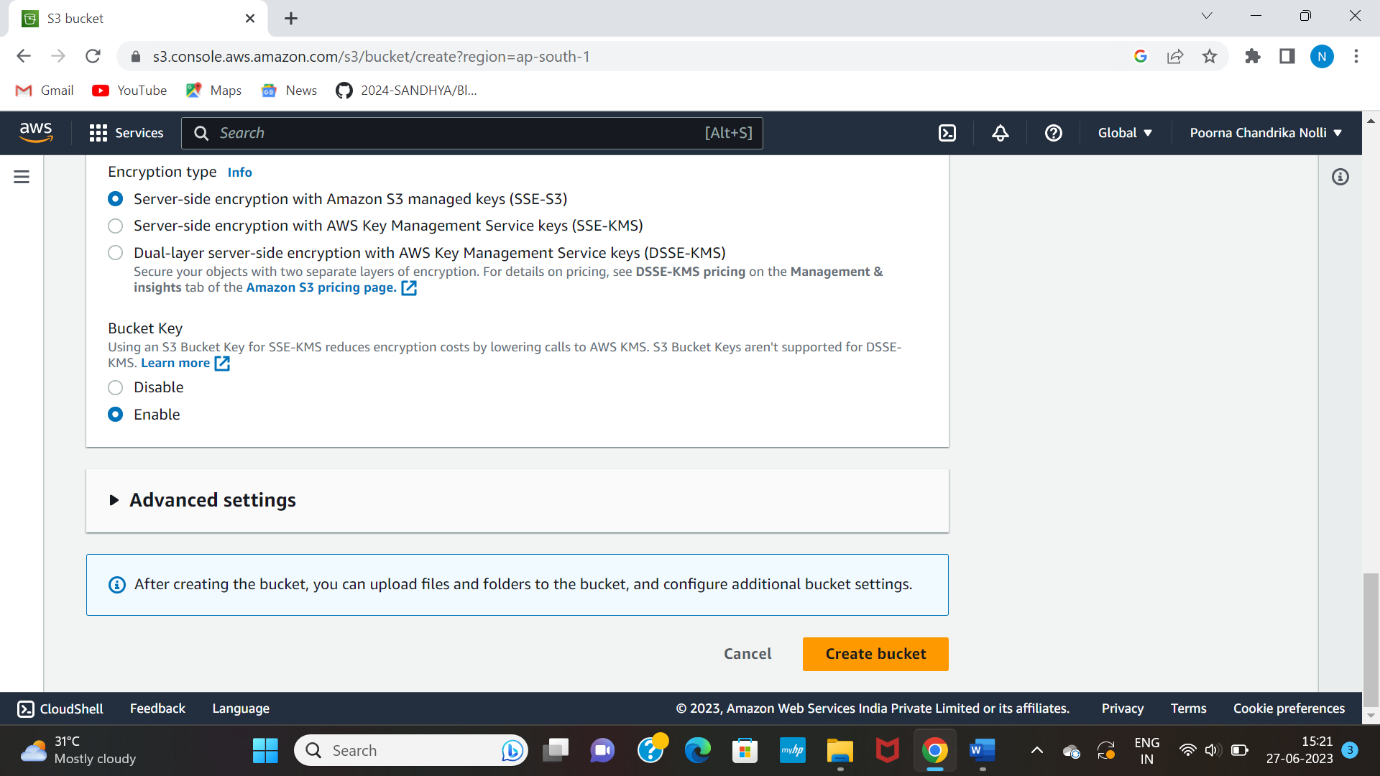 S3 bucket
s3.console.aws.amazon.com/s3/bucket/create?region=ap-south-1
N
Gmail YouTube Maps News 2024-SANDHYA/BI...
aws Services Search [Alt+S] Global Poorna Chandrika Nolli
Encryption type Info
Server-side encryption with Amazon S3 managed keys (SSE-S3)
Server-side encryption with AWS Key Management Service keys (SSE-KMS)
Dual-layer server-side encryption with AWS Key Management Service keys (DSSE-KMS)
Secure your objects with two separate layers of encryption. For details on pricing, see DSSE-KMS pricing on the Management &
insights tab of the Amazon S3 pricing page.
Bucket Key
Using an S3 Bucket Key for SSE-KMS reduces encryption costs by lowering calls to AWS KMS. S3 Bucket Keys aren't supported for DSSE-
KMS. Learn more
Disable
Enable
Advanced settings
After creating the bucket, you can upload files and folders to the bucket, and configure additional bucket settings.
Cancel Create bucket
CloudShell Feedback Language © 2023, Amazon Web Services India Private Limited or its affiliates. Privacy Terms Cookie preferences
31°C
Mostly cloudy
Search
myhp
W
ENG
IN
15:21
27-06-2023
3